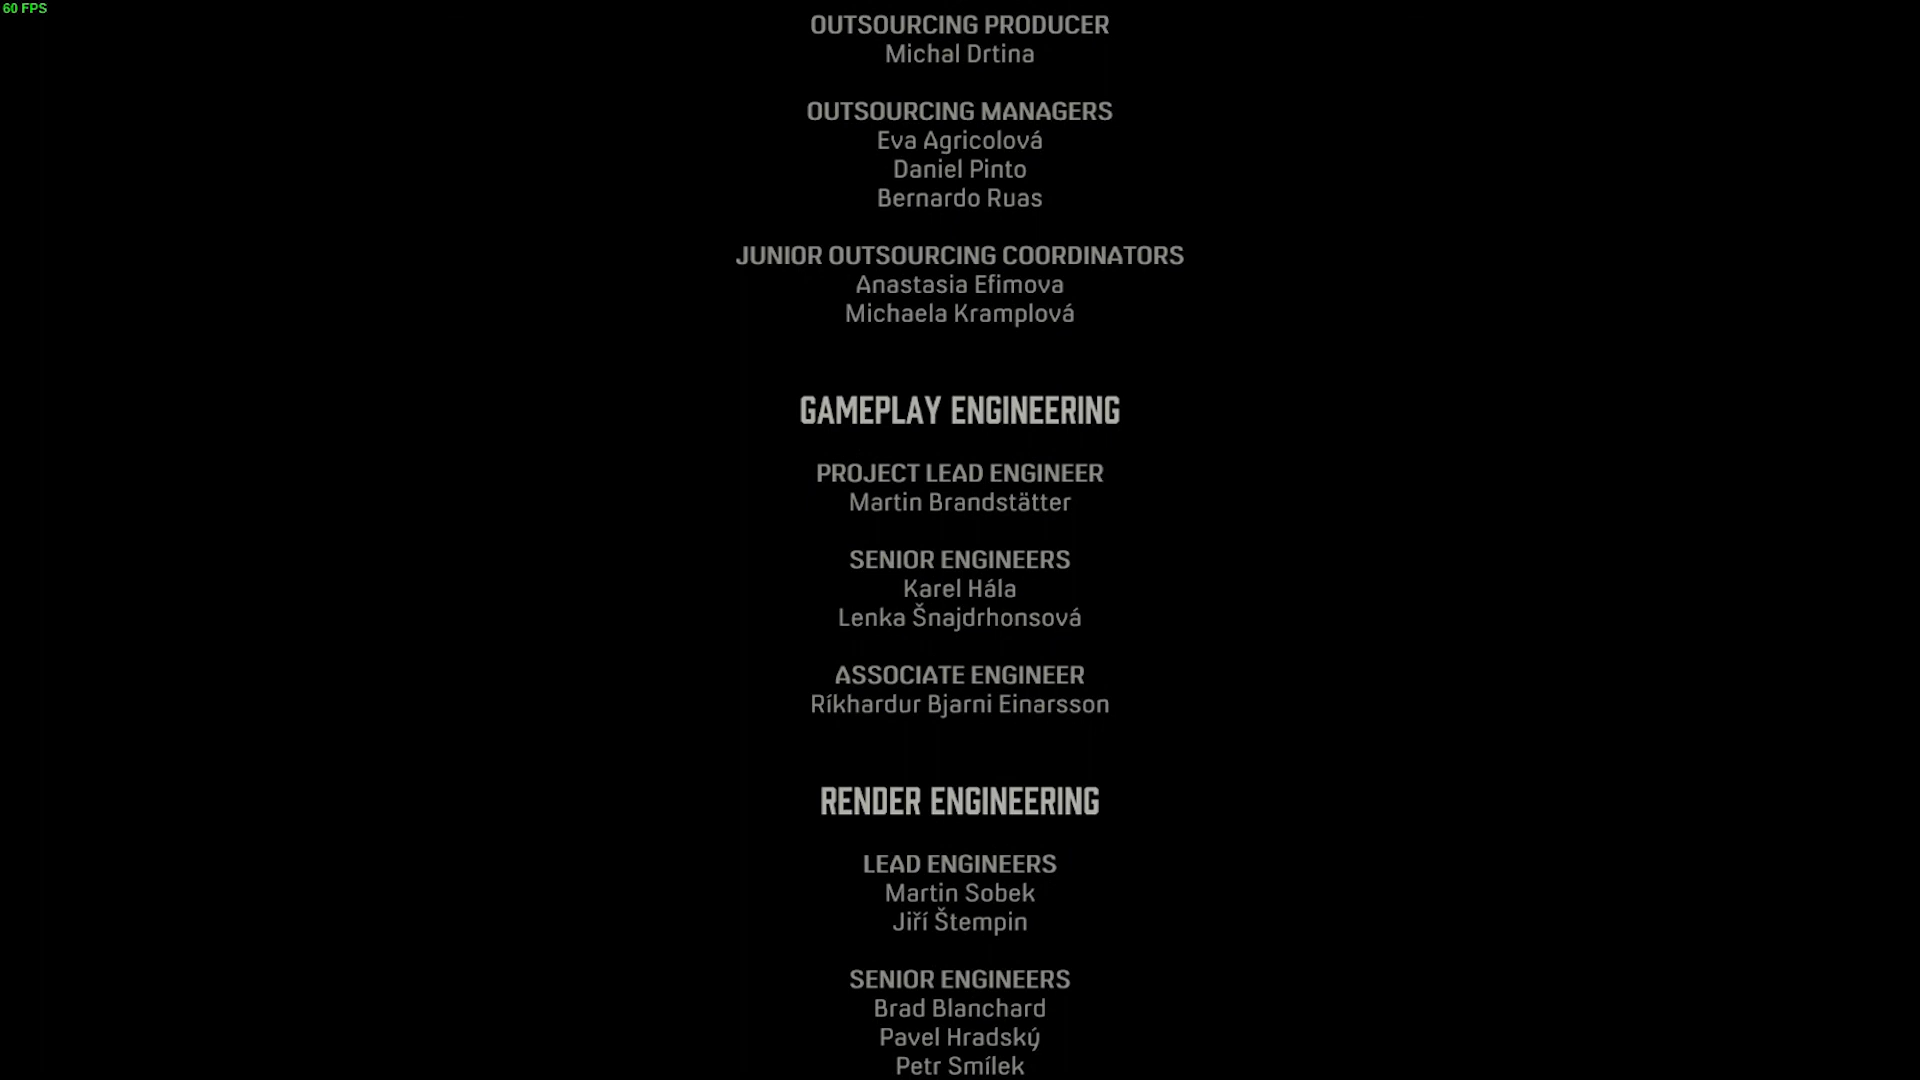 60 FPS
OUTSOURCING PRODUCER
Michal Drtina
OUTSOURCING MANAGERS
Eva Agricolová
Daniel Pinto
Bernardo Ruas
JUNIOR OUTSOURCING COORDINATORS
Anastasia Efimova
Michaela Kramplová
GAMEPLAY ENGINEERING
PROJECT LEAD ENGINEER
Martin Brandstätter
SENIOR ENGINEERS
Karel Hála
Lenka Šnajdrhonsová
ASSOCIATE ENGINEER
Ríkhardur Bjarni Einarsson
RENDER ENGINEERING
LEAD ENGINEERS
Martin Sobek
Jiří Štempin
SENIOR ENGINEERS
Brad Blanchard
Pavel Hradský
Petr Smílek